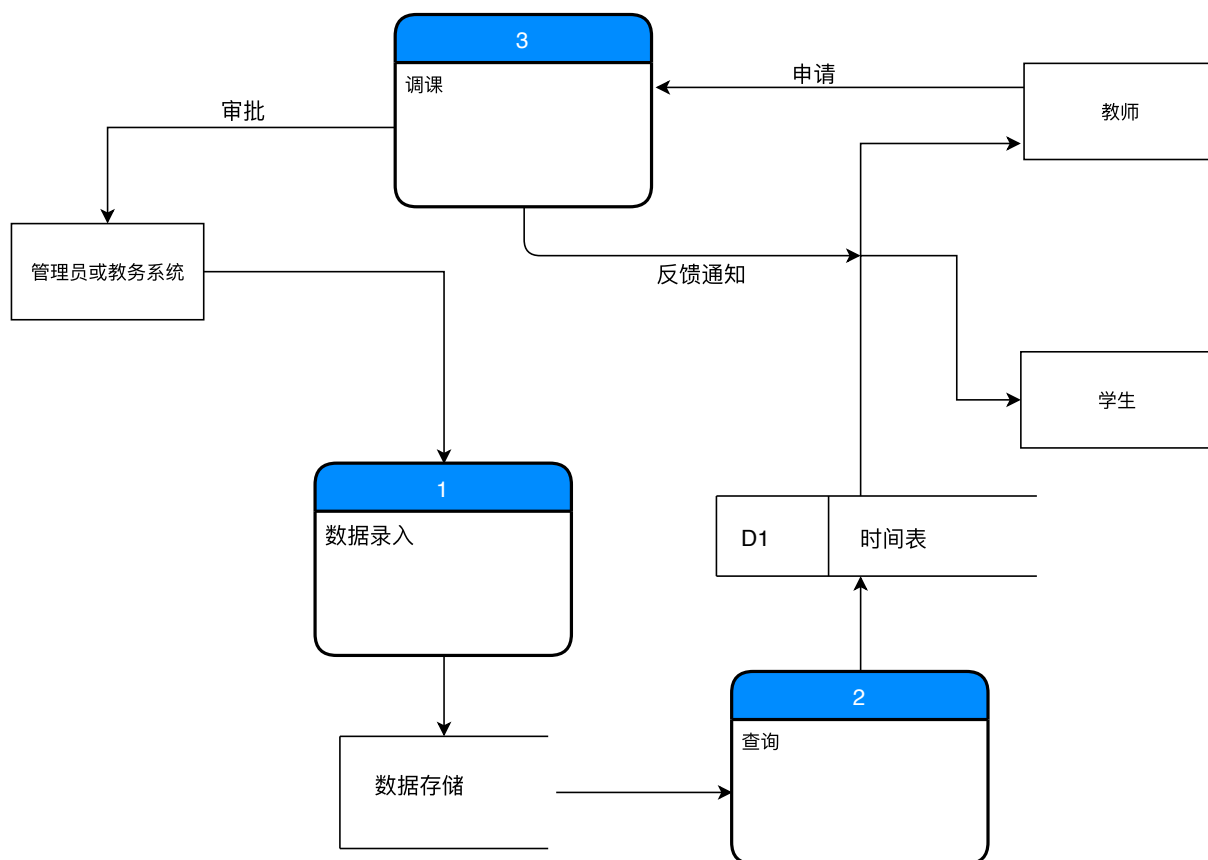 3
调课
申请
教师
审批
管理员或教务系统
反馈通知
学生
1
数据录入
D1
时间表
2
查询
数据存储